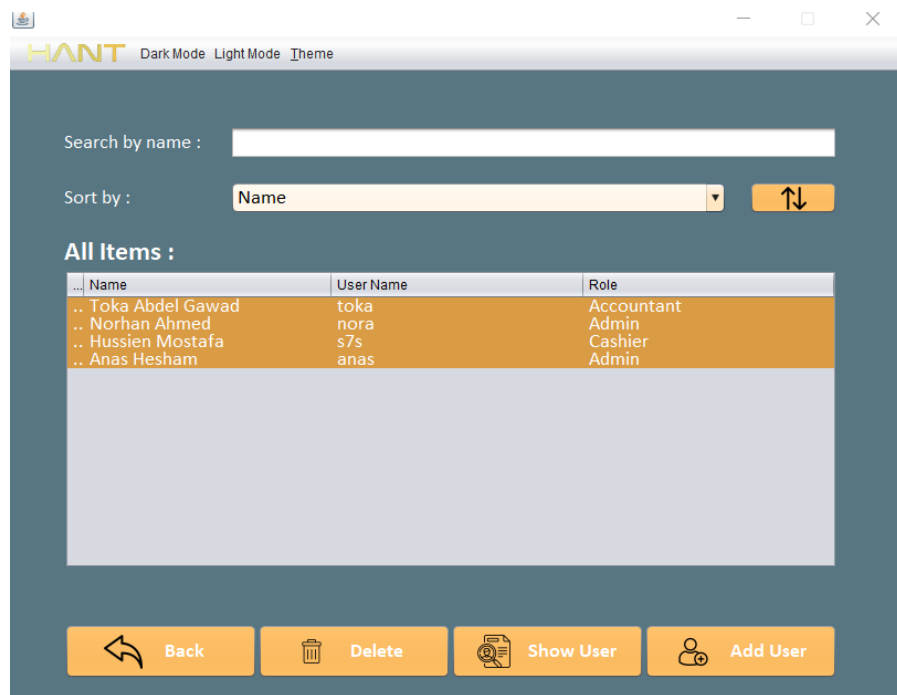 HANT Dark Mode Light Mode Theme
Search by name :
Sort by : Name
All Items :
... Name User Name Role
.. Toka Abdel Gawad toka Accountant
.. Norhan Ahmed nora Admin
.. Hussien Mostafa s7s Cashier
.. Anas Hesham anas Admin
Back Delete Show User Add User